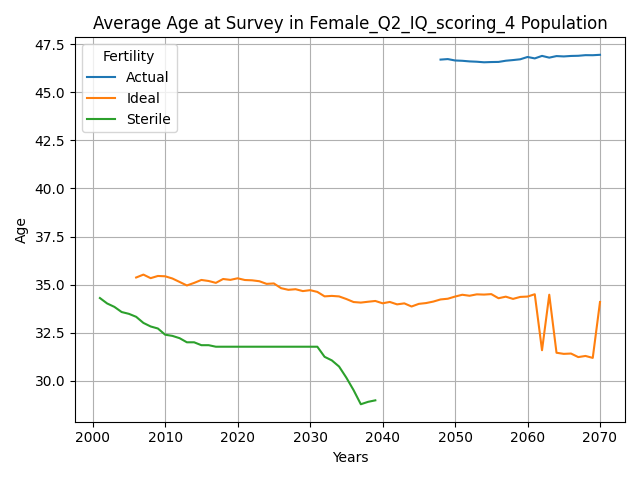 Average Age at Survey in Female_Q2_IQ_scoring_4 Population
Fertility
Actual
Ideal
Sterile
47.5
45.0
42.5
40.0
37.5
35.0
32.5
30.0
Age
2000 2010 2020 2030 2040 2050 2060 2070
Years